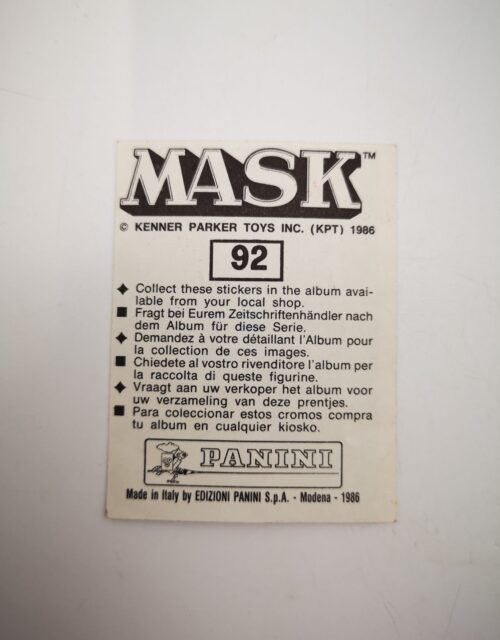 MASK™
© KENNER PARKER TOYS INC. (KPT) 1986
92
Collect these stickers in the album avai-
lable from your local shop.
Fragt bei Eurem Zeitschriftenhändler nach
dem Album für diese Serie.
Demandez à votre détaillant l'Album pour
la collection de ces images.
Chiedete al vostro rivenditore l'album per
la raccolta di queste figurine.
Vraagt aan uw verkoper het album voor
uw verzameling van deze prentjes.
Para coleccionar estos cromos compra
tu album en cualquier kiosko.
PANINI
Made in Italy by EDIZIONI PANINI S.p.A. - Modena - 1986